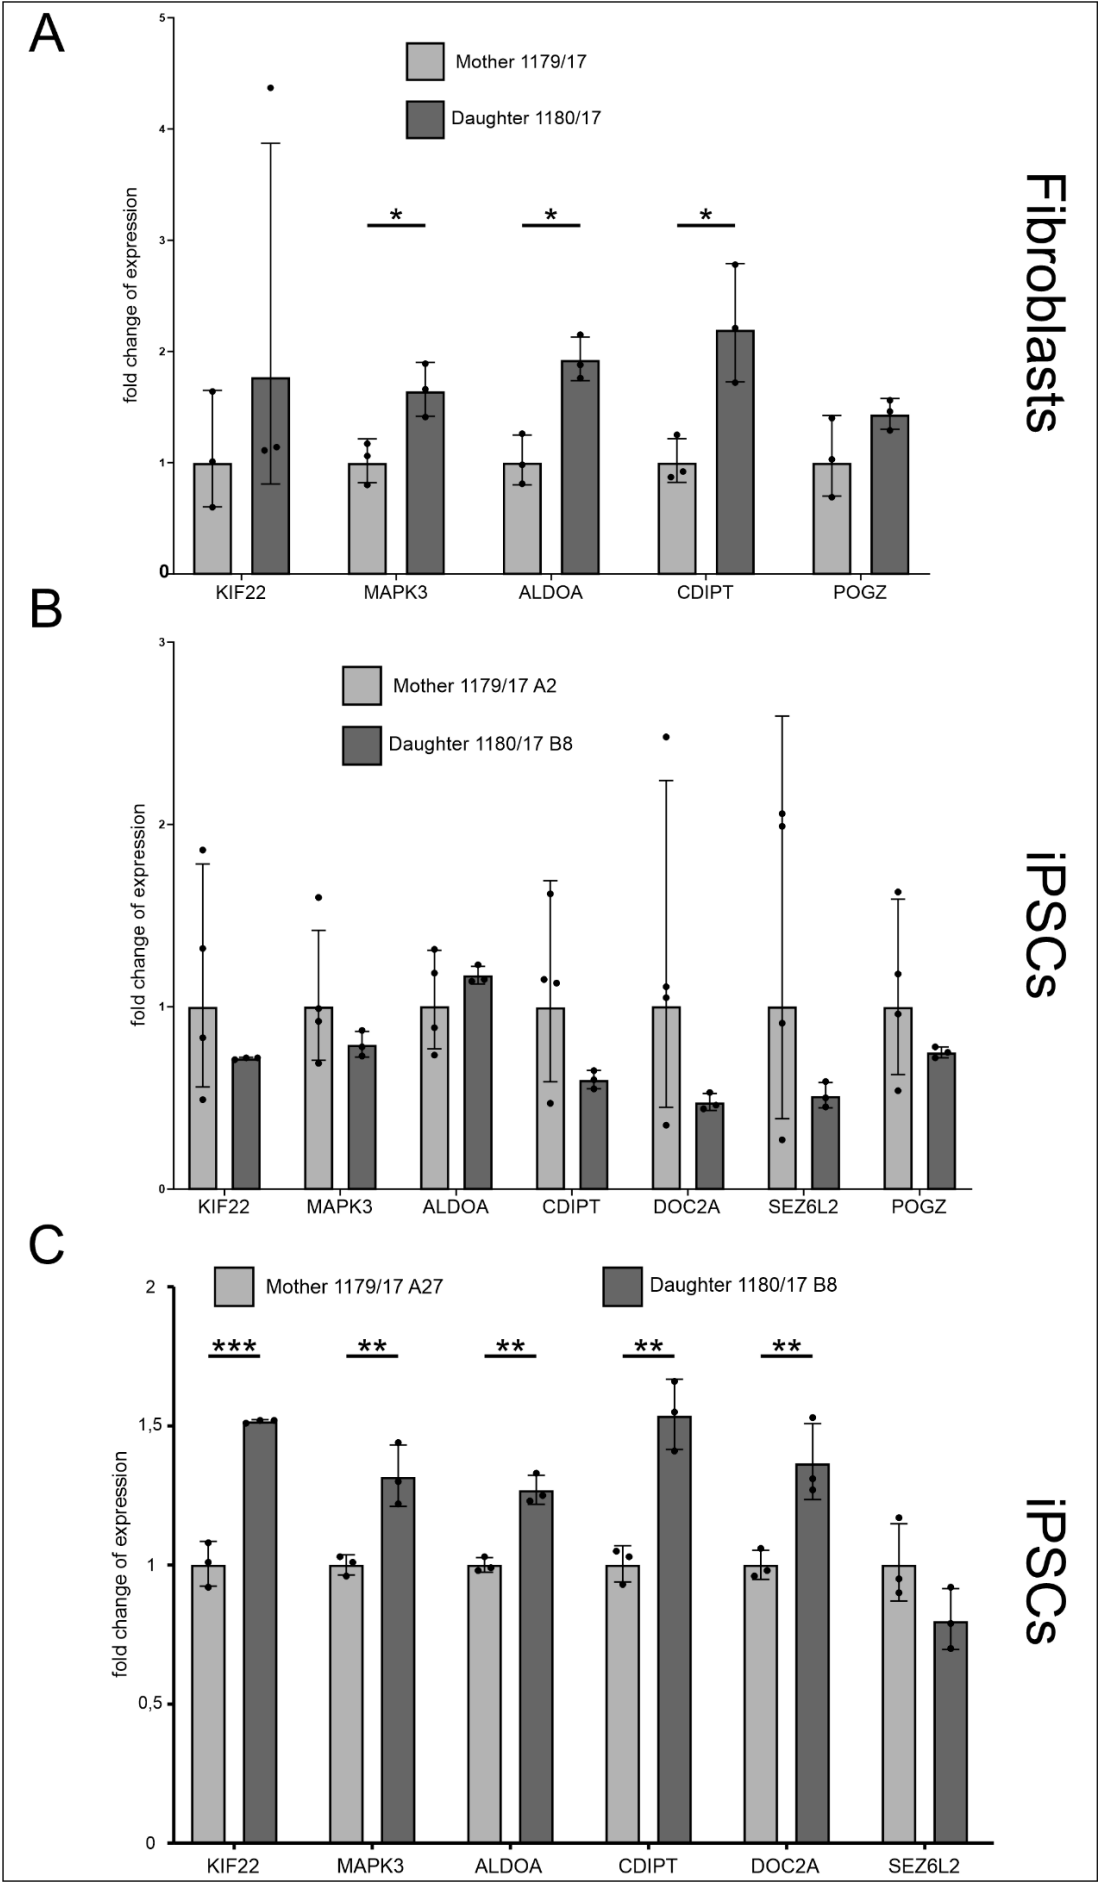 A
5
4
3
2
1
0
fold change of expression
Mother 1179/17
Daughter 1180/17
* * *
KIF22 MAPK3 ALDOA CDIPT POGZ
Fibroblasts
B
3
2
1
0
fold change of expression
Mother 1179/17 A2
Daughter 1180/17 B8
KIF22 MAPK3 ALDOA CDIPT DOC2A SEZ6L2 POGZ
iPSCs
C
2
1,5
1
0,5
0
fold change of expression
Mother 1179/17 A27
Daughter 1180/17 B8
*** ** ** ** **
KIF22 MAPK3 ALDOA CDIPT DOC2A SEZ6L2
iPSCs